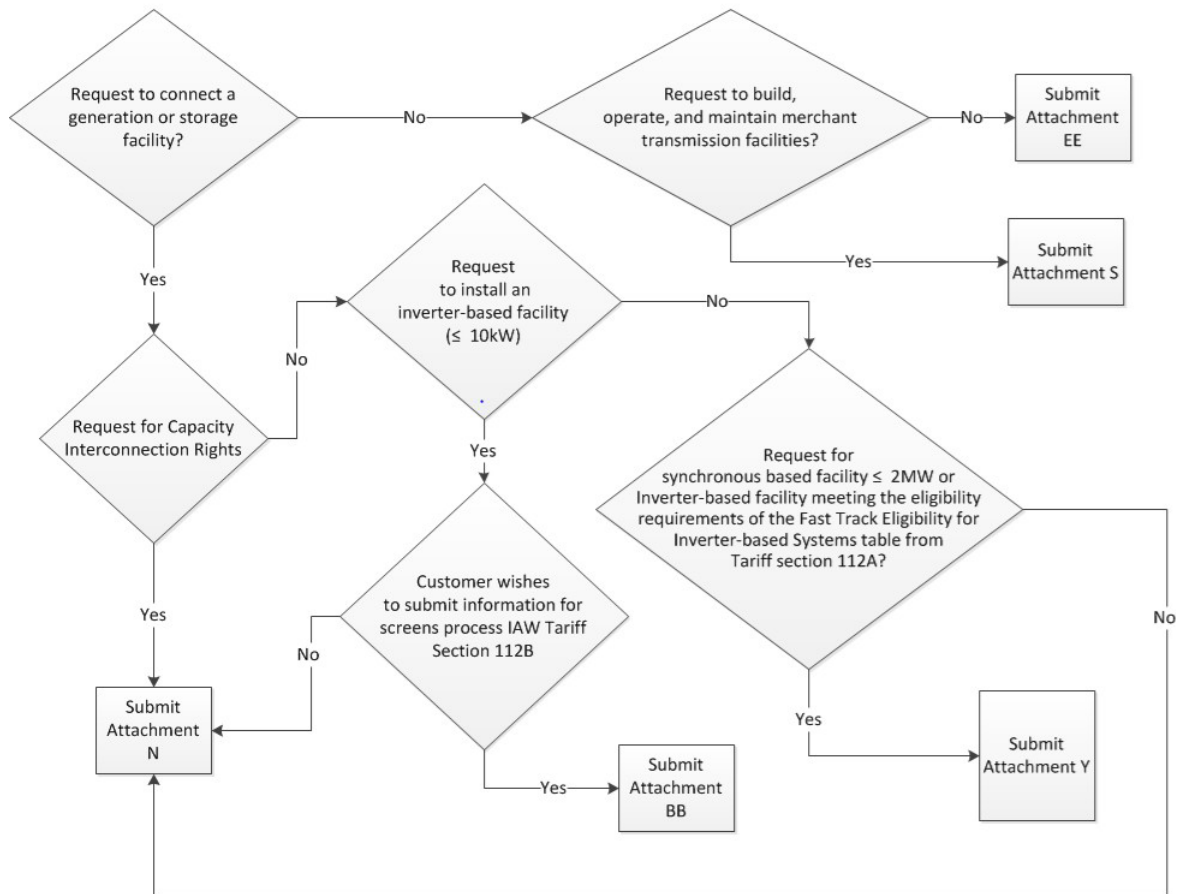 Request to connect a
generation or storage
facility?
No
Request to build,
operate, and maintain merchant
transmission facilities?
No
Submit
Attachment
EE
Yes
Submit
Attachment S
Yes
Request
to install an
inverter-based facility
(≤ 10kW)
No
No
Request for Capacity
Interconnection Rights
Yes
Request for
synchronous based facility ≤ 2MW or
Inverter-based facility meeting the eligibility
requirements of the Fast Track Eligibility for
Inverter-based Systems table from
Tariff section 112A?
Customer wishes
to submit information for
screens process IAW Tariff
Section 112B
Yes
No
No
Submit
Attachment
N
Yes
Submit
Attachment Y
Yes
Submit
Attachment
BB